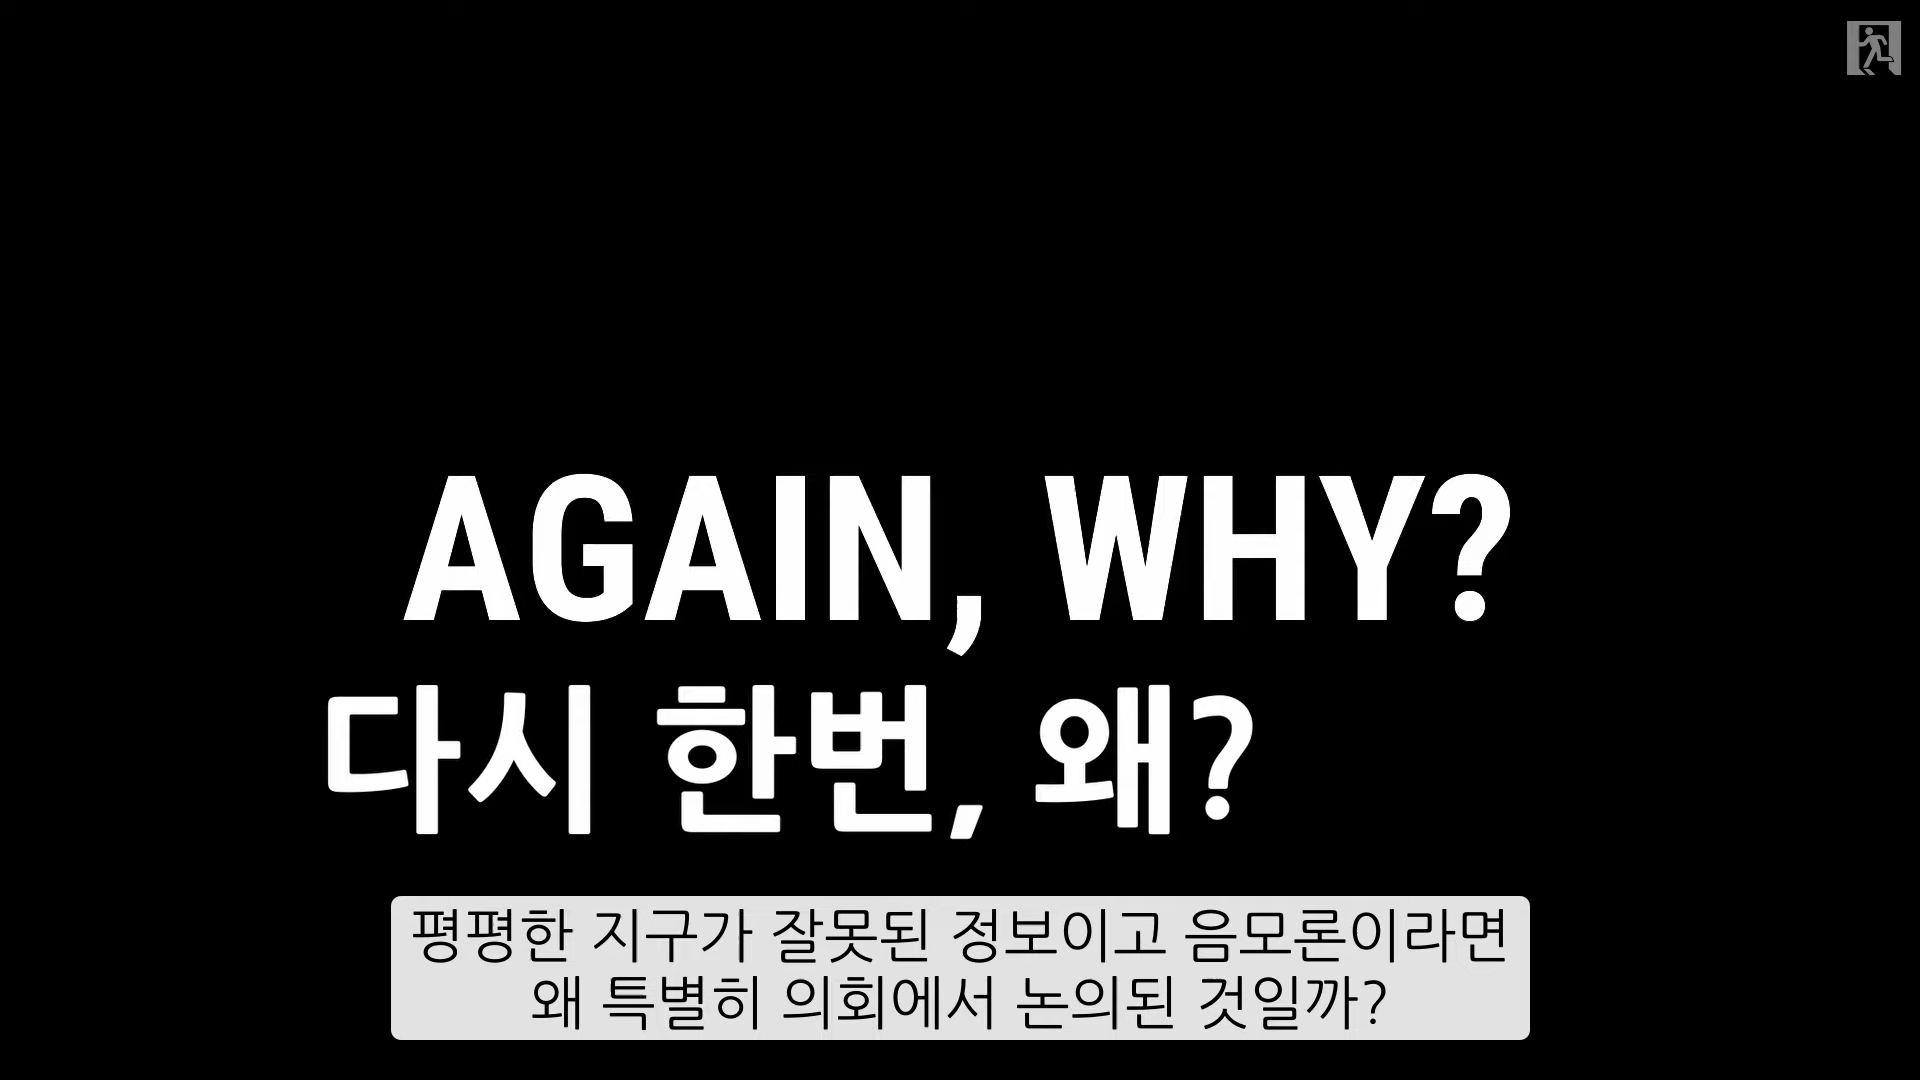 AGAIN, WHY?
다시 한번, 왜?
평평한 지구가 잘못된 정보이고 음모론이라면
왜 특별히 의회에서 논의된 것일까?